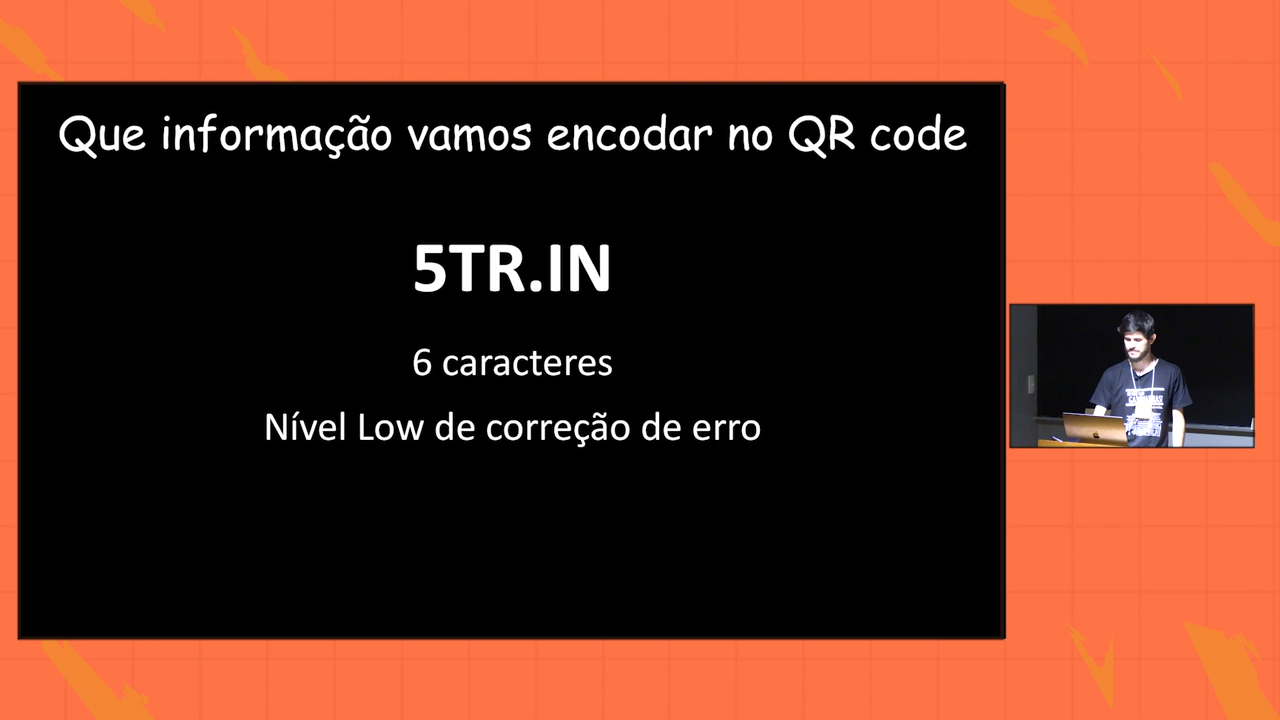 Que informação vamos encodar no QR code
5TR.IN
6 caracteres
Nível Low de correção de erro